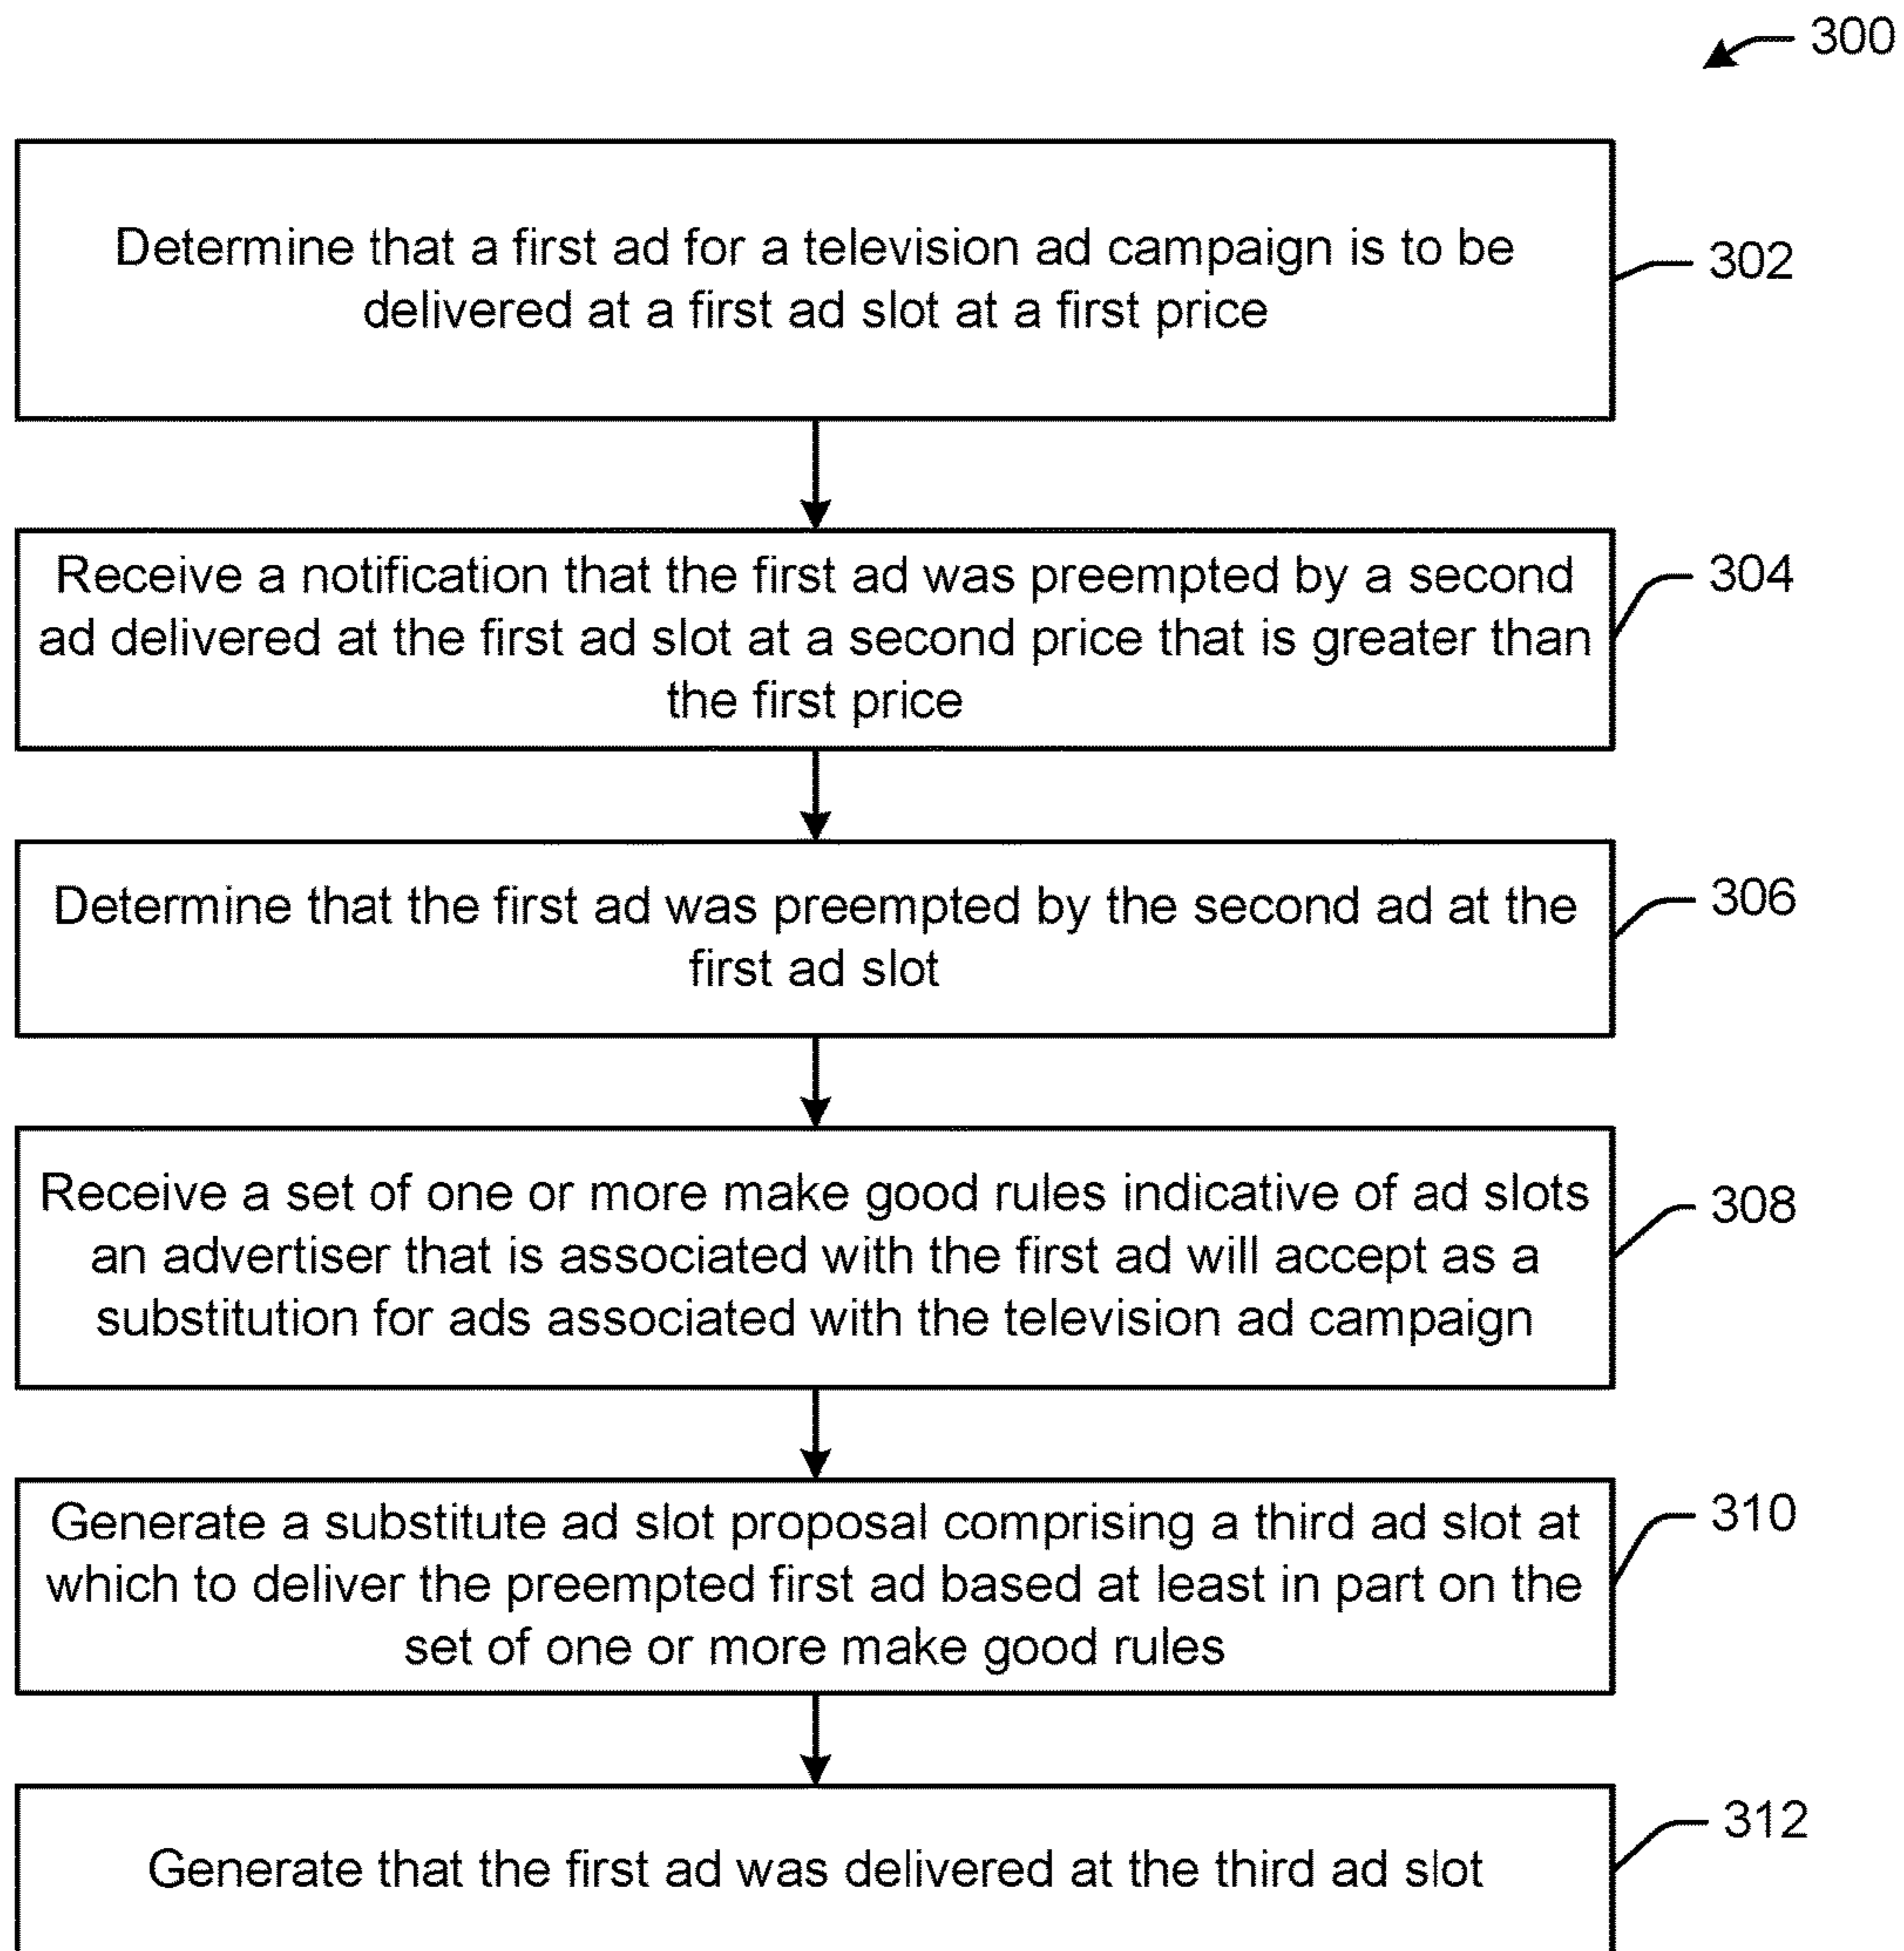 300
Determine that a first ad for a television ad campaign is to be
delivered at a first ad slot at a first price
302
Receive a notification that the first ad was preempted by a second
ad delivered at the first ad slot at a second price that is greater than
the first price
304
Determine that the first ad was preempted by the second ad at the
first ad slot
306
Receive a set of one or more make good rules indicative of ad slots
an advertiser that is associated with the first ad will accept as a
substitution for ads associated with the television ad campaign
308
Generate a substitute ad slot proposal comprising a third ad slot at
which to deliver the preempted first ad based at least in part on the
set of one or more make good rules
310
Generate that the first ad was delivered at the third ad slot
312